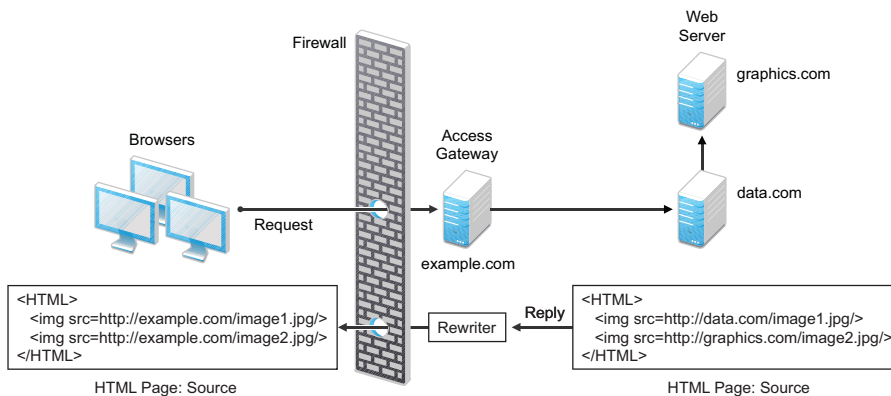 Web
Server
Firewall
graphics.com
Access
Gateway
Browsers
data.com
Request
example.com
<HTML>
<img src=http://example.com/image1.jpg/>
<img src=http://example.com/image2.jpg/>
</HTML>
Rewriter
Reply
<HTML>
<img src=http://data.com/image1.jpg/>
<img src=http://graphics.com/image2.jpg/>
</HTML>
HTML Page: Source
HTML Page: Source